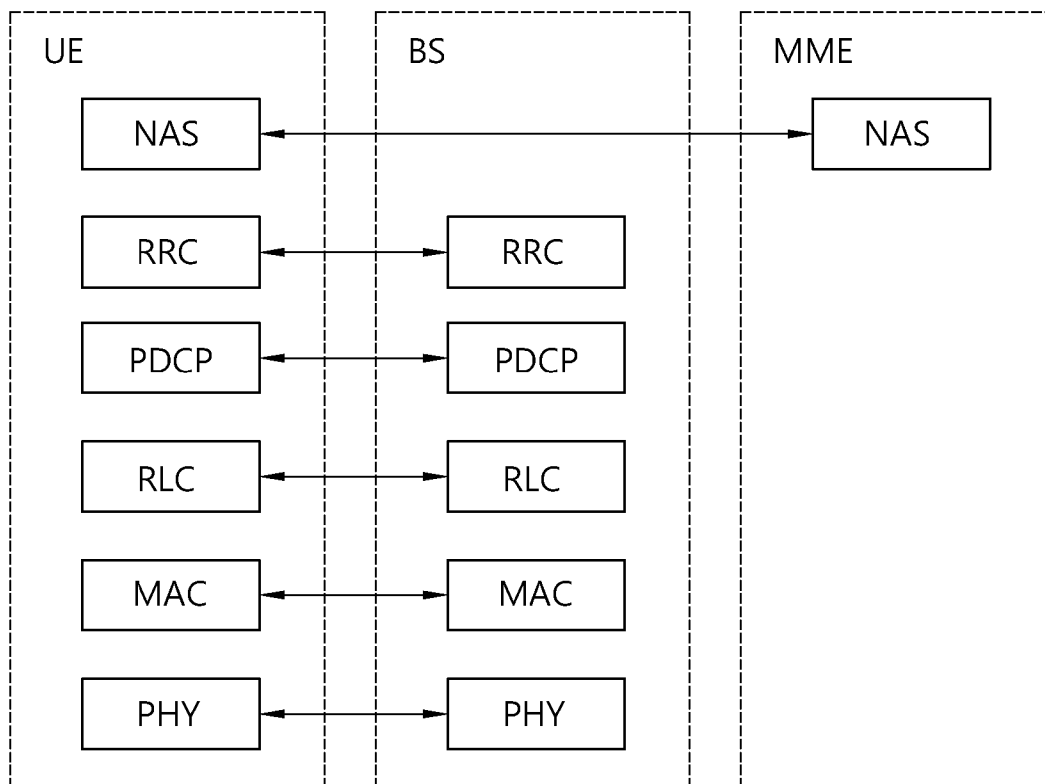 UE BS MME
NAS NAS
RRC RRC
PDCP PDCP
RLC RLC
MAC MAC
PHY PHY